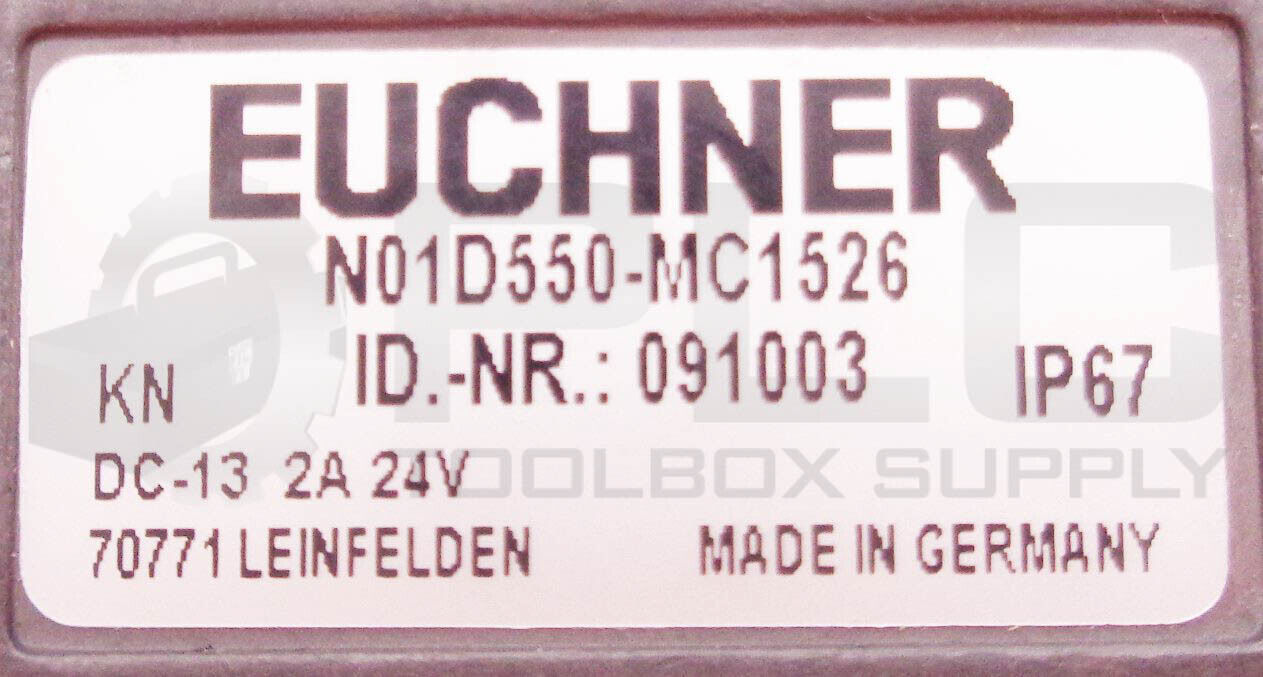 EUCHNER
N01D550-MC1526
KN ID.-NR.: 091003 IP67
DC-13 2A 24V
70771 LEINFELDEN MADE IN GERMANY
PLC
TOOLBOX SUPPLY